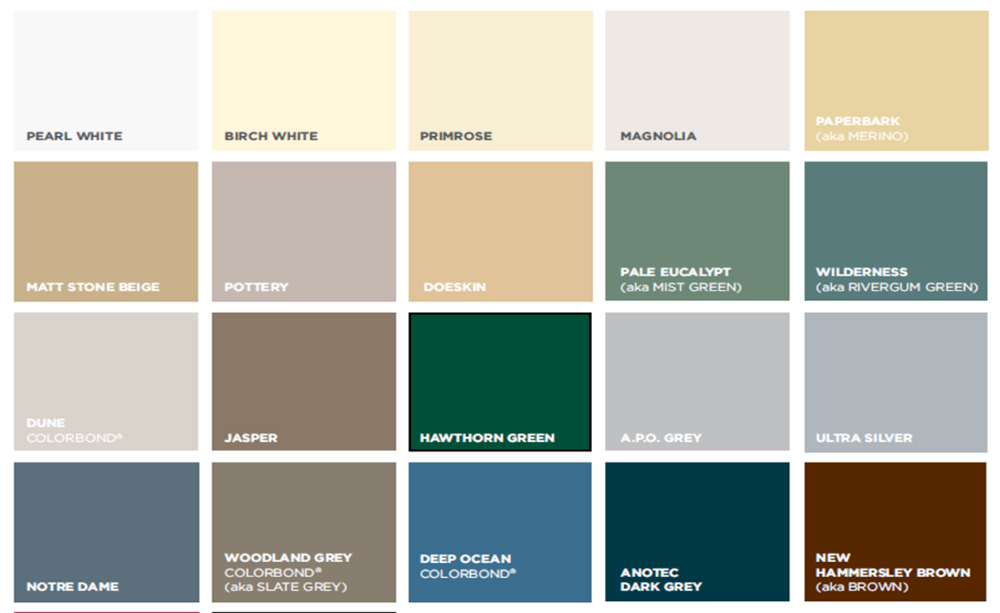 PEARL WHITE
BIRCH WHITE
PRIMROSE
MAGNOLIA
PAPERBARK
(aka MERINO)
MATT STONE BEIGE
POTTERY
DOESKIN
PALE EUCALYPT
(aka MIST GREEN)
WILDERNESS
(aka RIVERGUM GREEN)
DUNE
COLORBOND®
JASPER
HAWTHORN GREEN
A.P.O. GREY
ULTRA SILVER
NOTRE DAME
WOODLAND GREY
COLORBOND®
(aka SLATE GREY)
DEEP OCEAN
COLORBOND®
ANOTEC
DARK GREY
NEW
HAMMERSLEY BROWN
(aka BROWN)